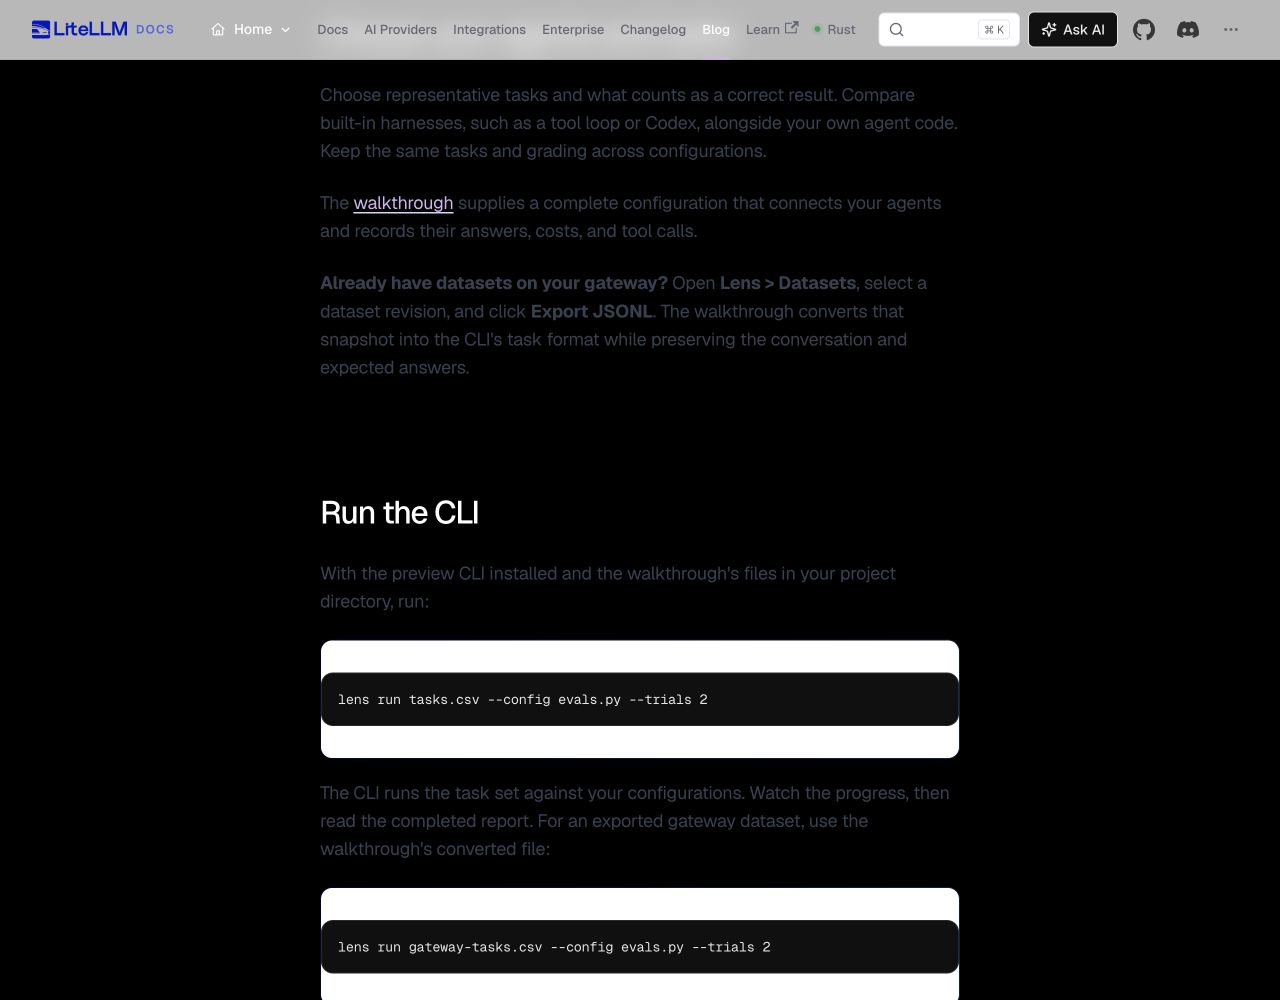 LiteLLM DOCS Home Docs AI Providers Integrations Enterprise Changelog Blog Learn Rust ⌘ K Ask AI
Choose representative tasks and what counts as a correct result. Compare
built-in harnesses, such as a tool loop or Codex, alongside your own agent code.
Keep the same tasks and grading across configurations.
The walkthrough supplies a complete configuration that connects your agents
and records their answers, costs, and tool calls.
Already have datasets on your gateway? Open Lens > Datasets, select a
dataset revision, and click Export JSONL. The walkthrough converts that
snapshot into the CLI's task format while preserving the conversation and
expected answers.
Run the CLI
With the preview CLI installed and the walkthrough's files in your project
directory, run:
lens run tasks.csv --config evals.py --trials 2
The CLI runs the task set against your configurations. Watch the progress, then
read the completed report. For an exported gateway dataset, use the
walkthrough's converted file:
lens run gateway-tasks.csv --config evals.py --trials 2